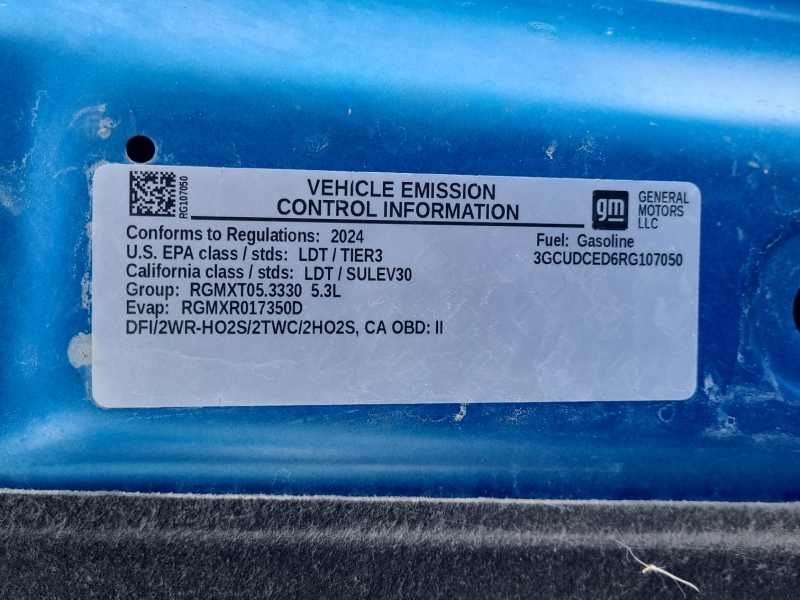 RG107050
VEHICLE EMISSION
CONTROL INFORMATION
gm
GENERAL
MOTORS
LLC
Conforms to Regulations: 2024
U.S. EPA class / stds: LDT / TIER3
California class / stds: LDT / SULEV30
Group: RGMXT05.3330 5.3L
Evap: RGMXR017350D
DFI/2WR-HO2S/2TWC/2HO2S, CA OBD: II
Fuel: Gasoline
3GCUDCED6RG107050